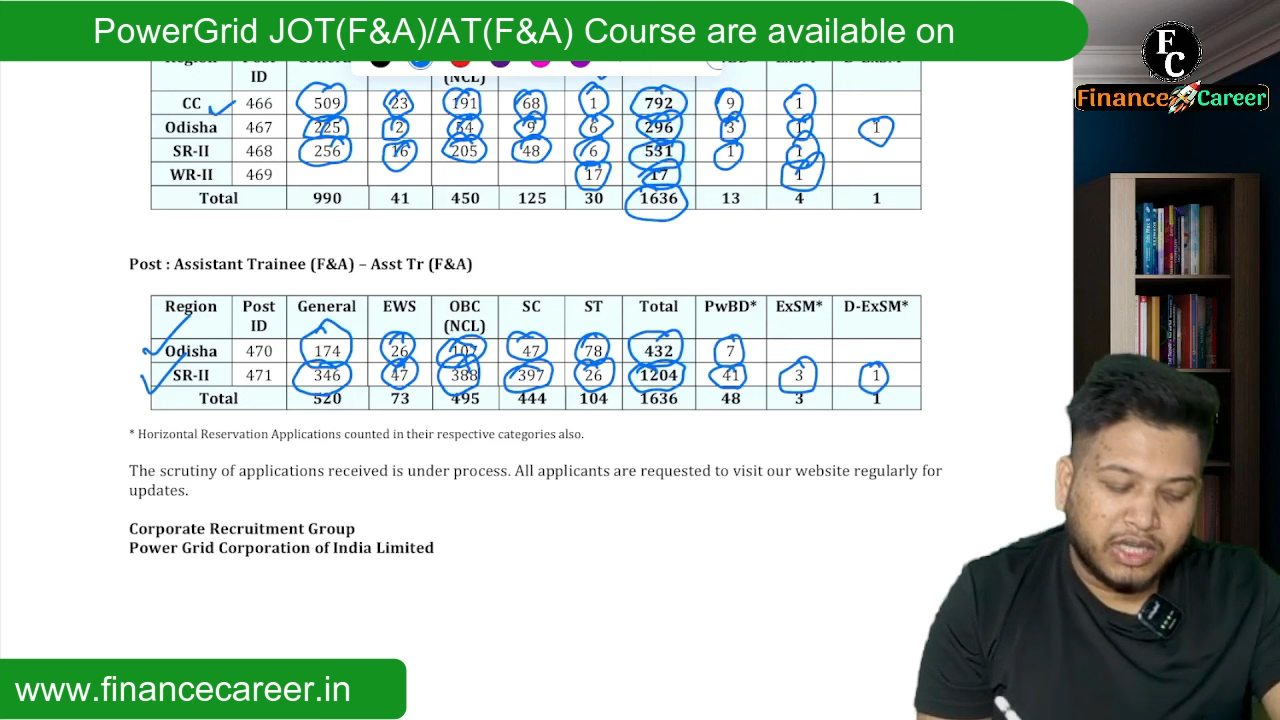 PowerGrid JOT(F&A)/AT(F&A) Course are available on
FC
Finance Career
ID (NCL)
CC 466 509 23 191 68 1 792 9 1
Odisha 467 225 2 54 9 6 296 3 1 1
SR-II 468 256 16 205 48 6 531 1 1
WR-II 469 17 17 1
Total 990 41 450 125 30 1636 13 4 1
Post : Assistant Trainee (F&A) – Asst Tr (F&A)
Region Post General EWS OBC SC ST Total PwBD* ExSM* D-ExSM*
ID (NCL)
Odisha 470 174 26 107 47 78 432 7
SR-II 471 346 47 388 397 26 1204 41 3 1
Total 520 73 495 444 104 1636 48 3 1
* Horizontal Reservation Applications counted in their respective categories also.
The scrutiny of applications received is under process. All applicants are requested to visit our website regularly for
updates.
Corporate Recruitment Group
Power Grid Corporation of India Limited
www.financecareer.in